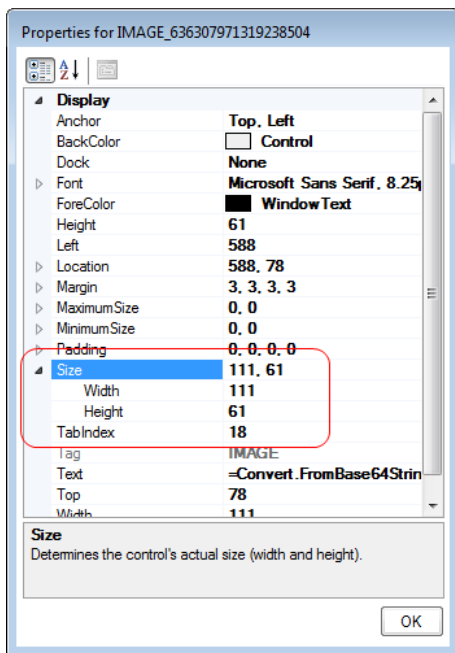 Properties for IMAGE_636307971319238504
Display
Anchor Top, Left
BackColor Control
Dock None
Font Microsoft Sans Serif, 8.25p
ForeColor WindowText
Height 61
Left 588
Location 588, 78
Margin 3, 3, 3, 3
MaximumSize 0, 0
MinimumSize 0, 0
Padding 0, 0, 0, 0
Size 111, 61
Width 111
Height 61
TabIndex 18
Tag IMAGE
Text =Convert.FromBase64Strin
Top 78
Width 111
Size
Determines the control's actual size (width and height).
OK